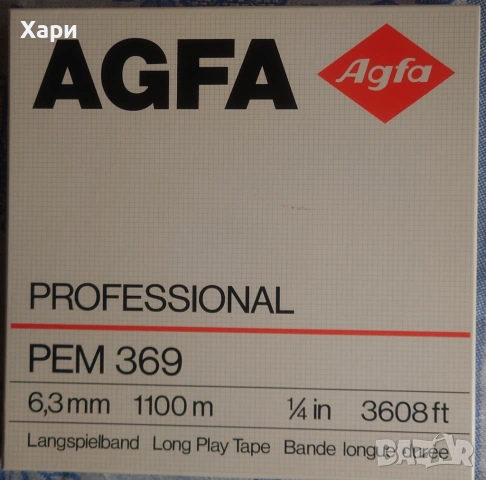 Хари
AGFA
Agfa
PROFESSIONAL
PEM 369
6,3 mm 1100 m ¼ in 3608 ft
Langspielband Long Play Tape Bande longue durée
BAZAR